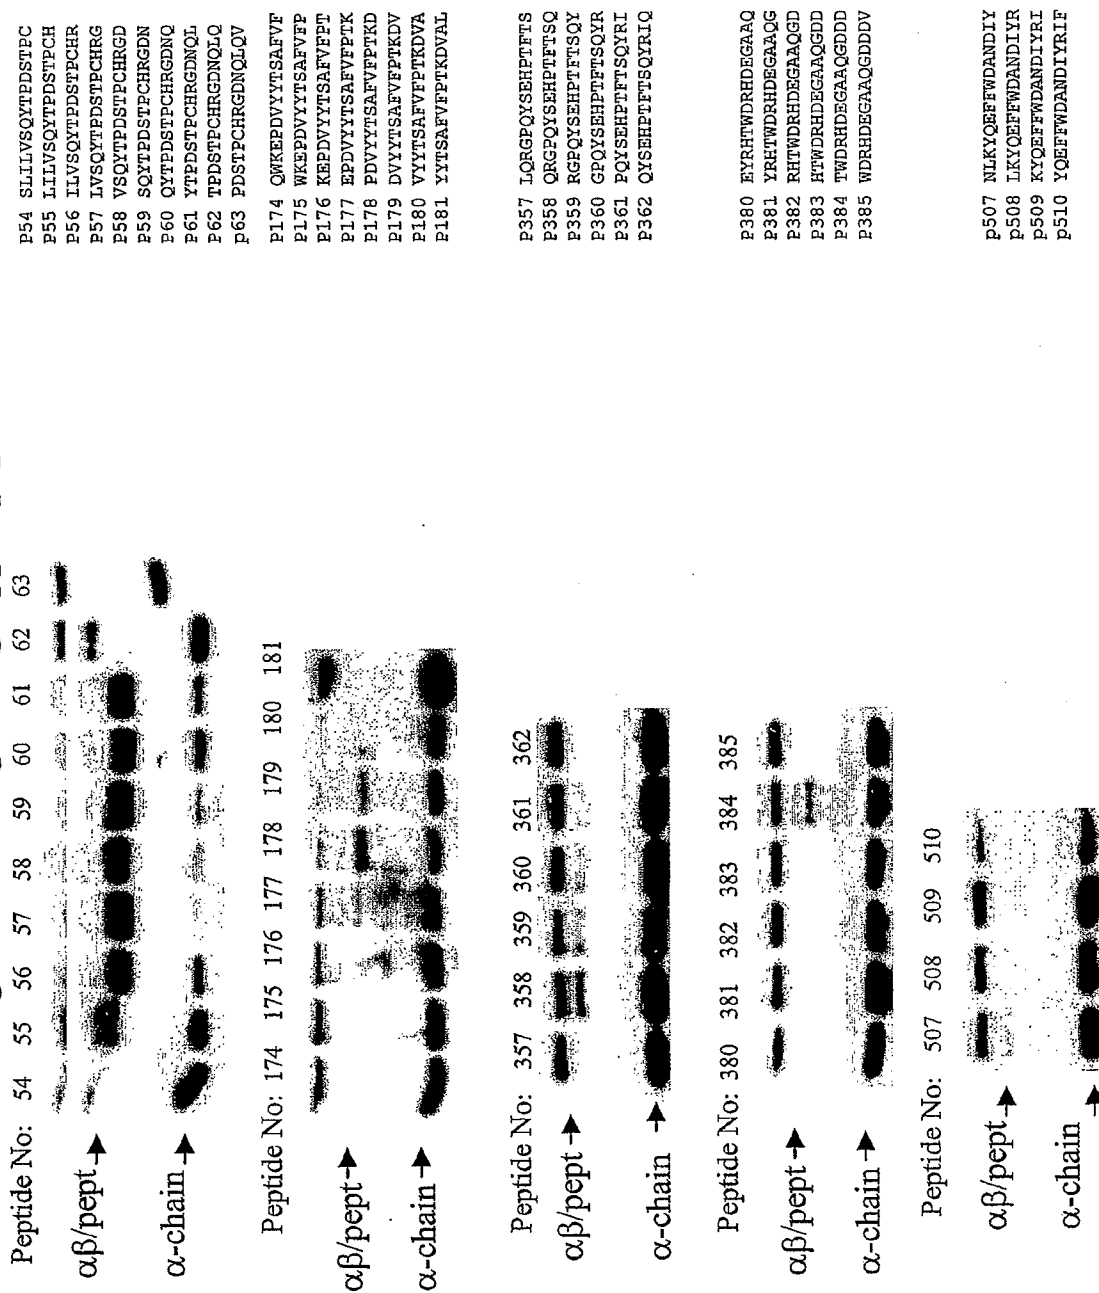 Peptide No: 54 55 56 57 58 59 60 61 62 63
αβ/pept
α-chain
p54 SLILVSQYTPDSTPC
p55 LILVSQYTPDSTPCH
p56 ILVSQYTPDSTPCHR
p57 LVSQYTPDSTPCHRG
p58 VSQYTPDSTPCHRGD
p59 SQYTPDSTPCHRGDN
p60 QYTPDSTPCHRGDNQ
p61 YTPDSTPCHRGDNQL
p62 TPDSTPCHRGDNQLQ
p63 PDSTPCHRGDNQLQV
Peptide No: 174 175 176 177 178 179 180 181
αβ/pept
α-chain
P174 QWKEPDVYYTSAFVF
P175 WKEPDVYYTSAFVFP
P176 KEPDVYYTSAFVFPT
P177 EPDVYYTSAFVFPTK
P178 PDVYYTSAFVFPTKD
P179 DVYYTSAFVFPTKDV
P180 VYYTSAFVFPTKDVA
P181 YYTSAFVFPTKDVAL
Peptide No: 357 358 359 360 361 362
αβ/pept
α-chain
P357 LQRGPQYSEHPTFTS
P358 QRGPQYSEHPTFTSQ
P359 RGPQYSEHPTFTSQY
P360 GPQYSEHPTFTSQYR
P361 PQYSEHPTFTSQYRI
P362 QYSEHPTFTSQYRIQ
Peptide No: 380 381 382 383 384 385
αβ/pept
α-chain
P380 EYRHTWDRHDEGAAQ
P381 YRHTWDRHDEGAAQG
P382 RHTWDRHDEGAAQGD
P383 HTWDRHDEGAAQGDD
P384 TWDRHDEGAAQGDDD
P385 WDRHDEGAAQGDDDV
Peptide No: 507 508 509 510
αβ/pept
α-chain
p507 NLKYQEFFWDANDIY
p508 LKYQEFFWDANDIYR
p509 KYQEFFWDANDIYRI
p510 YQEFFWDANDIYRIF